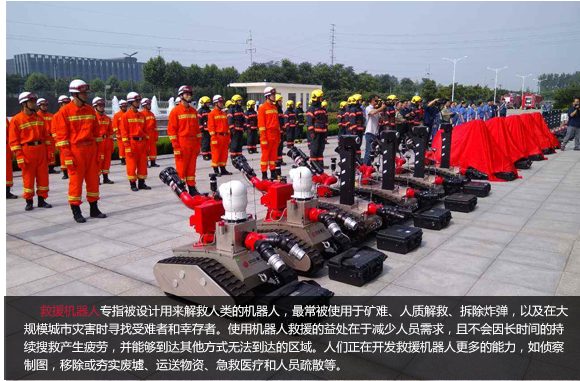 救援机器人专指被设计用来解救人类的机器人，最常被使用于矿难、人质解救、拆除炸弹，以及在大
规模城市灾害时寻找受难者和幸存者。使用机器人救援的益处在于减少人员需求，且不会因长时间的持
续搜救产生疲劳，并能够到达其他方式无法到达的区域。人们正在开发救援机器人更多的能力，如侦察
制图，移除或夯实废墟、运送物资、急救医疗和人员疏散等。